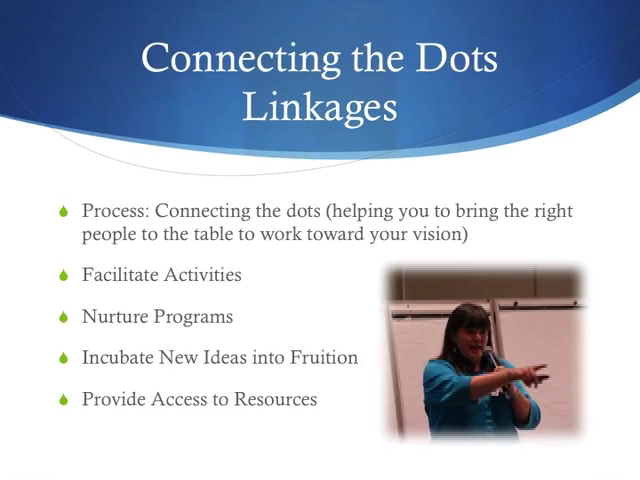 Connecting the Dots
Linkages
Process: Connecting the dots (helping you to bring the right
people to the table to work toward your vision)
Facilitate Activities
Nurture Programs
Incubate New Ideas into Fruition
Provide Access to Resources